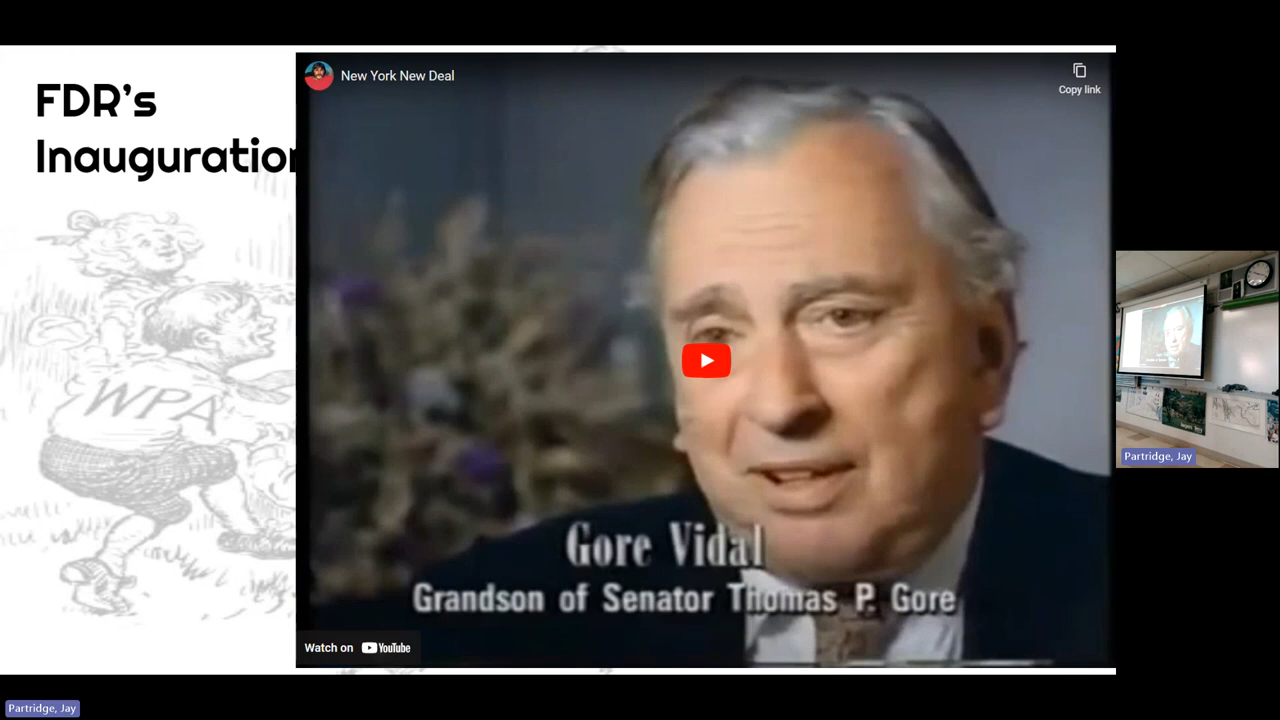 FDR's
Inauguration
New York New Deal
Copy link
WPA
Gore Vidal
Grandson of Senator Thomas P. Gore
Watch on YouTube
Partridge, Jay
Partridge, Jay